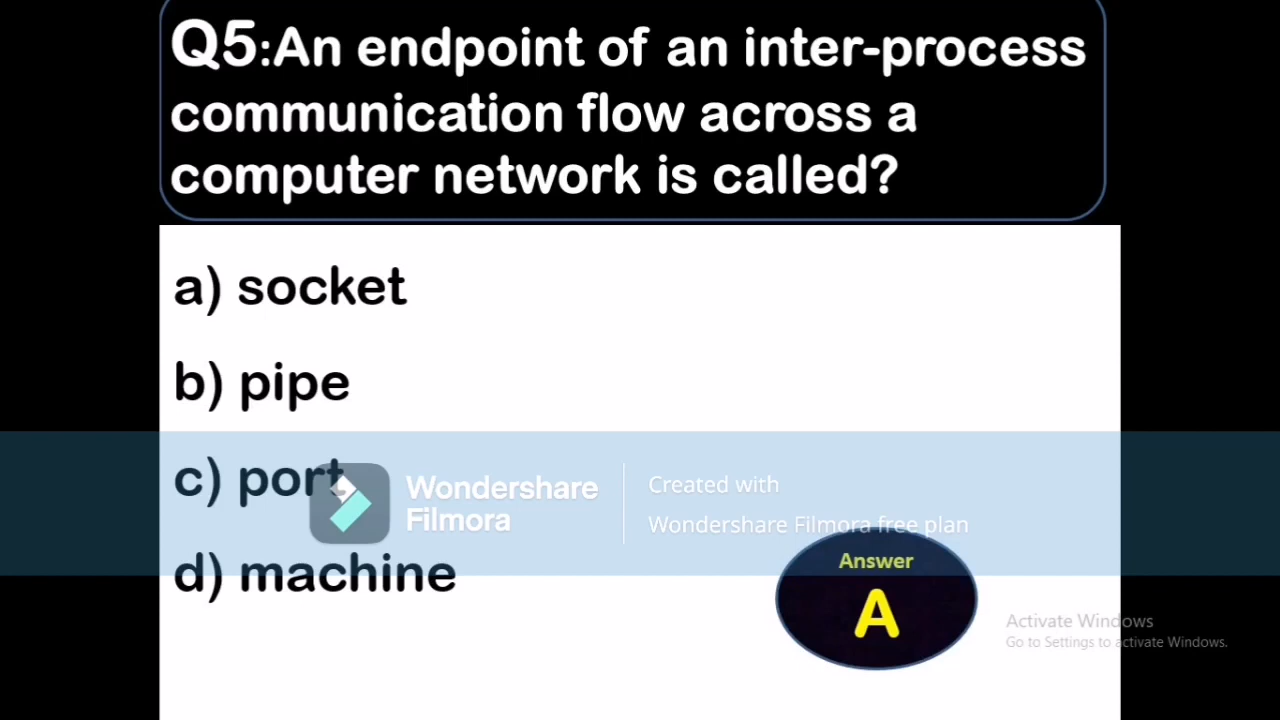 Q5:An endpoint of an inter-process
communication flow across a
computer network is called?
a) socket
b) pipe
c) port
d) machine
Wondershare
Filmora
Created with
Wondershare Filmora free plan
Answer
A
Activate Windows
Go to Settings to activate Windows.